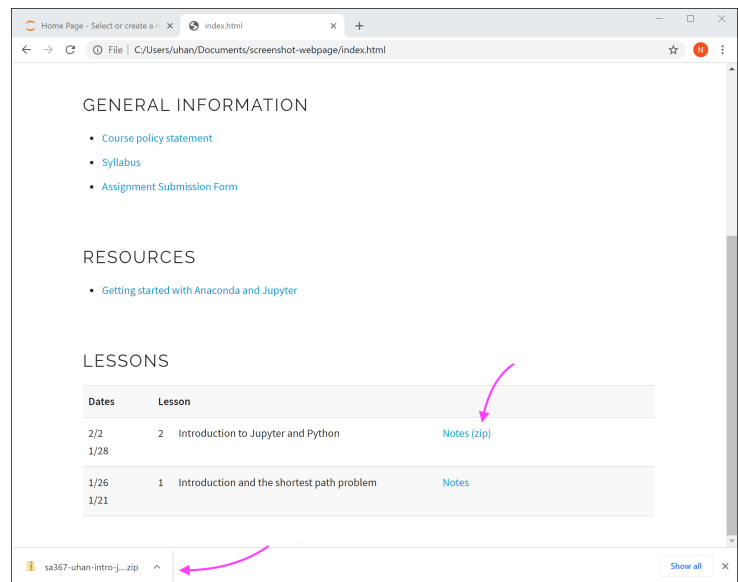 Home Page - Select or create a n
index.html
File | C:/Users/uhan/Documents/screenshot-webpage/index.html
N
GENERAL INFORMATION
Course policy statement
Syllabus
Assignment Submission Form
RESOURCES
Getting started with Anaconda and Jupyter
LESSONS
Dates Lesson
2/2 2 Introduction to Jupyter and Python Notes (zip)
1/28
1/26 1 Introduction and the shortest path problem Notes
1/21
sa367-uhan-intro-j....zip
Show all